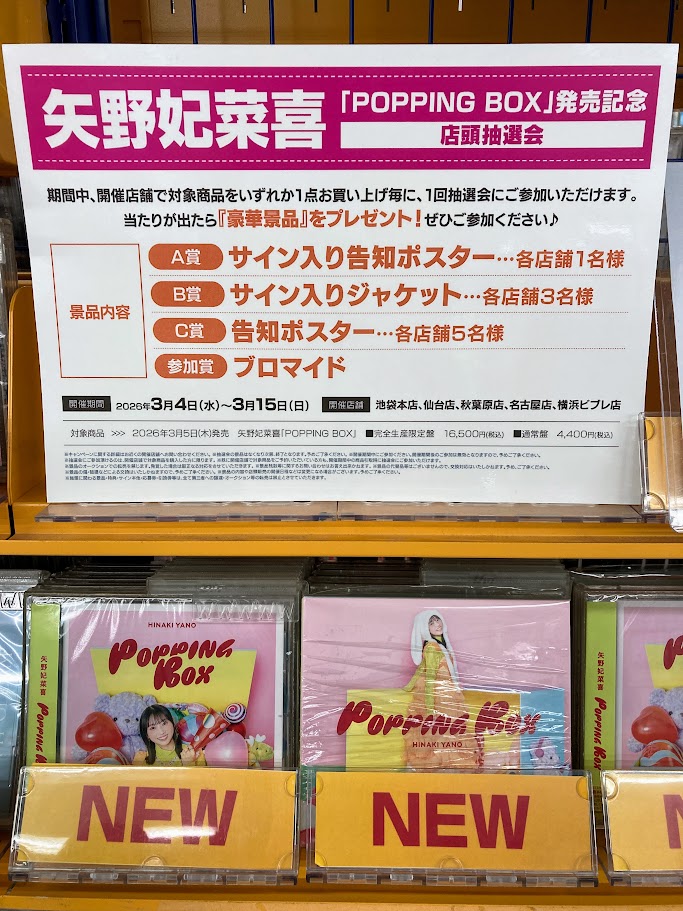 矢野妃菜喜
「POPPING BOX」発売記念
店頭抽選会
期間中、開催店舗で対象商品をいずれか1点お買い上げ毎に、1回抽選会にご参加いただけます。
当たりが出たら『豪華景品』をプレゼント！ぜひご参加ください♪
景品内容
A賞 サイン入り告知ポスター…各店舗1名様
B賞 サイン入りジャケット…各店舗3名様
C賞 告知ポスター…各店舗5名様
参加賞 ブロマイド
開催期間 2026年3月4日(水)～3月15日(日) 開催店舗 池袋本店、仙台店、秋葉原店、名古屋店、横浜ビブレ店
対象商品 >>> 2026年3月5日(木)発売 矢野妃菜喜「POPPING BOX」 ■完全生産限定盤 16,500円(税込) ■通常盤 4,400円(税込)
矢野妃菜喜 POPPING BOX
HINAKI YANO
POPPING
BOX
POPPING BOX
HINAKI YANO
矢野妃菜喜 POPPING BOX
NEW
NEW